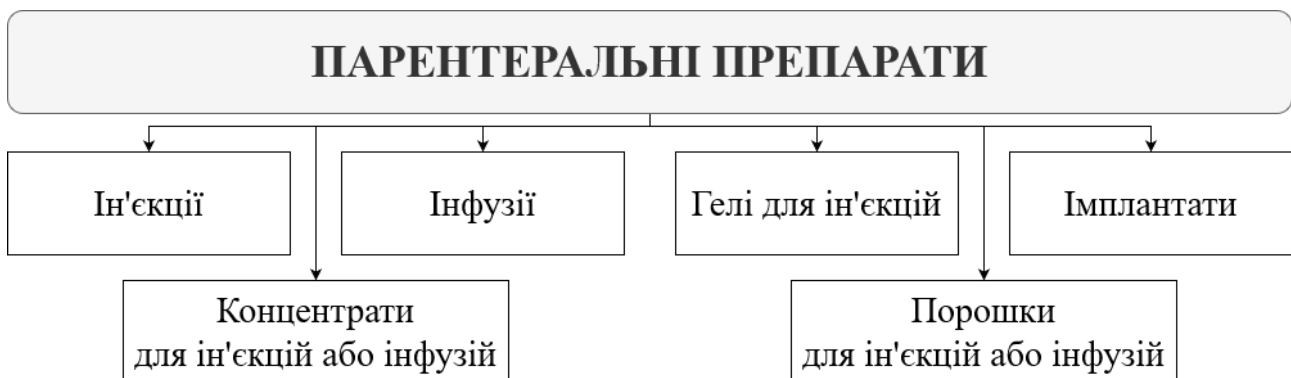 ПАРЕНТЕРАЛЬНІ ПРЕПАРАТИ
Ін'єкції
Інфузії
Гелі для ін'єкцій
Імплантати
Концентрати
для ін'єкцій або інфузій
Порошки
для ін'єкцій або інфузій